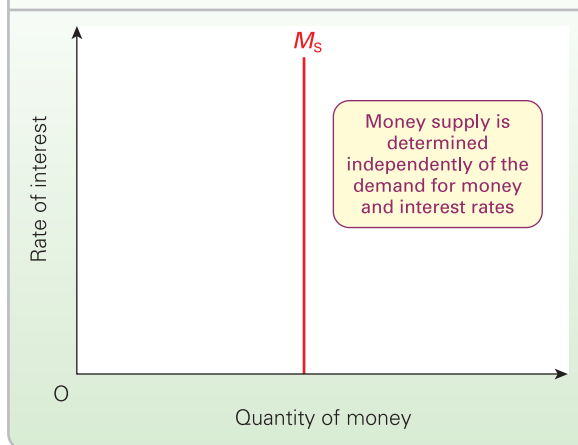 Ms
Money supply is
determined
independently of the
demand for money
and interest rates
Rate of interest
O
Quantity of money